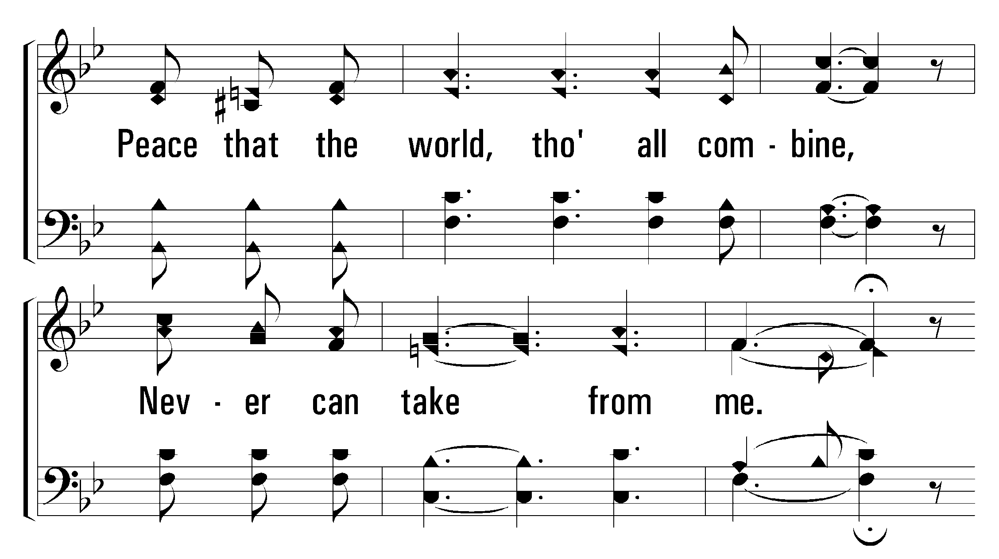 Peace that the world, tho' all com - bine,
Nev - er can take from me.